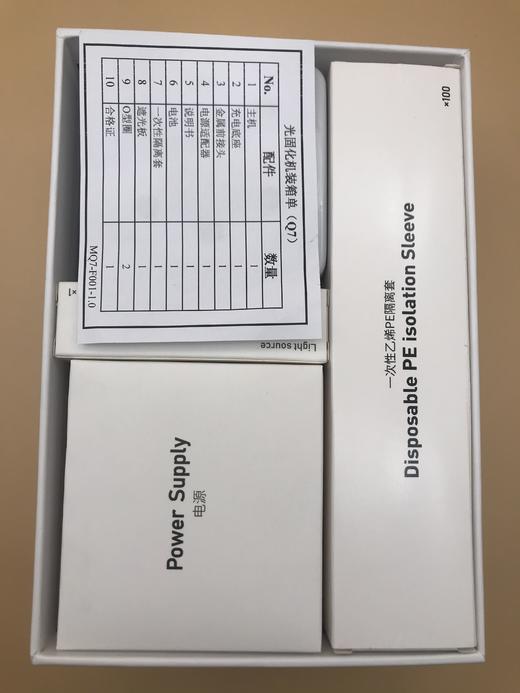 光固化机装箱单（Q7）
No. 配件 数量
1 主机 1
2 充电底座 1
3 金属前接头 1
4 电源适配器 1
5 说明书 1
6 电池 1
7 一次性隔离套 1
8 遮光板 1
9 O型圈 2
10 合格证 1
MQ7-F001-1.0
×1
Light source
Power Supply
电源
×100
一次性乙烯PE隔离套
Disposable PE isolation Sleeve